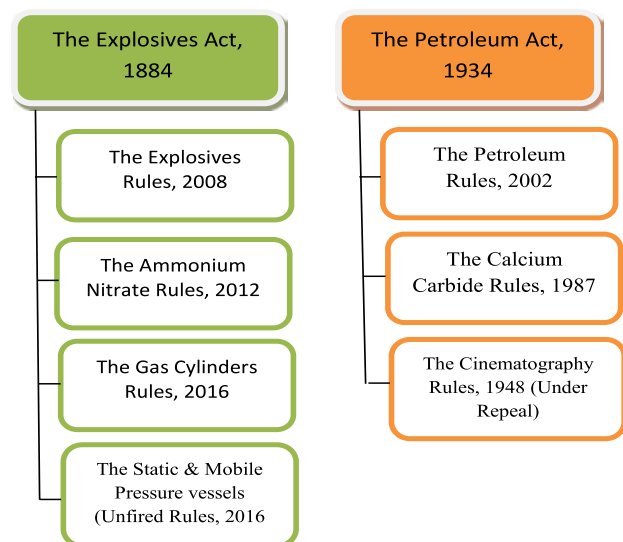 The Explosives Act,
1884
The Explosives
Rules, 2008
The Ammonium
Nitrate Rules, 2012
The Gas Cylinders
Rules, 2016
The Static & Mobile
Pressure vessels
(Unfired Rules, 2016
The Petroleum Act,
1934
The Petroleum
Rules, 2002
The Calcium
Carbide Rules, 1987
The Cinematography
Rules, 1948 (Under
Repeal)